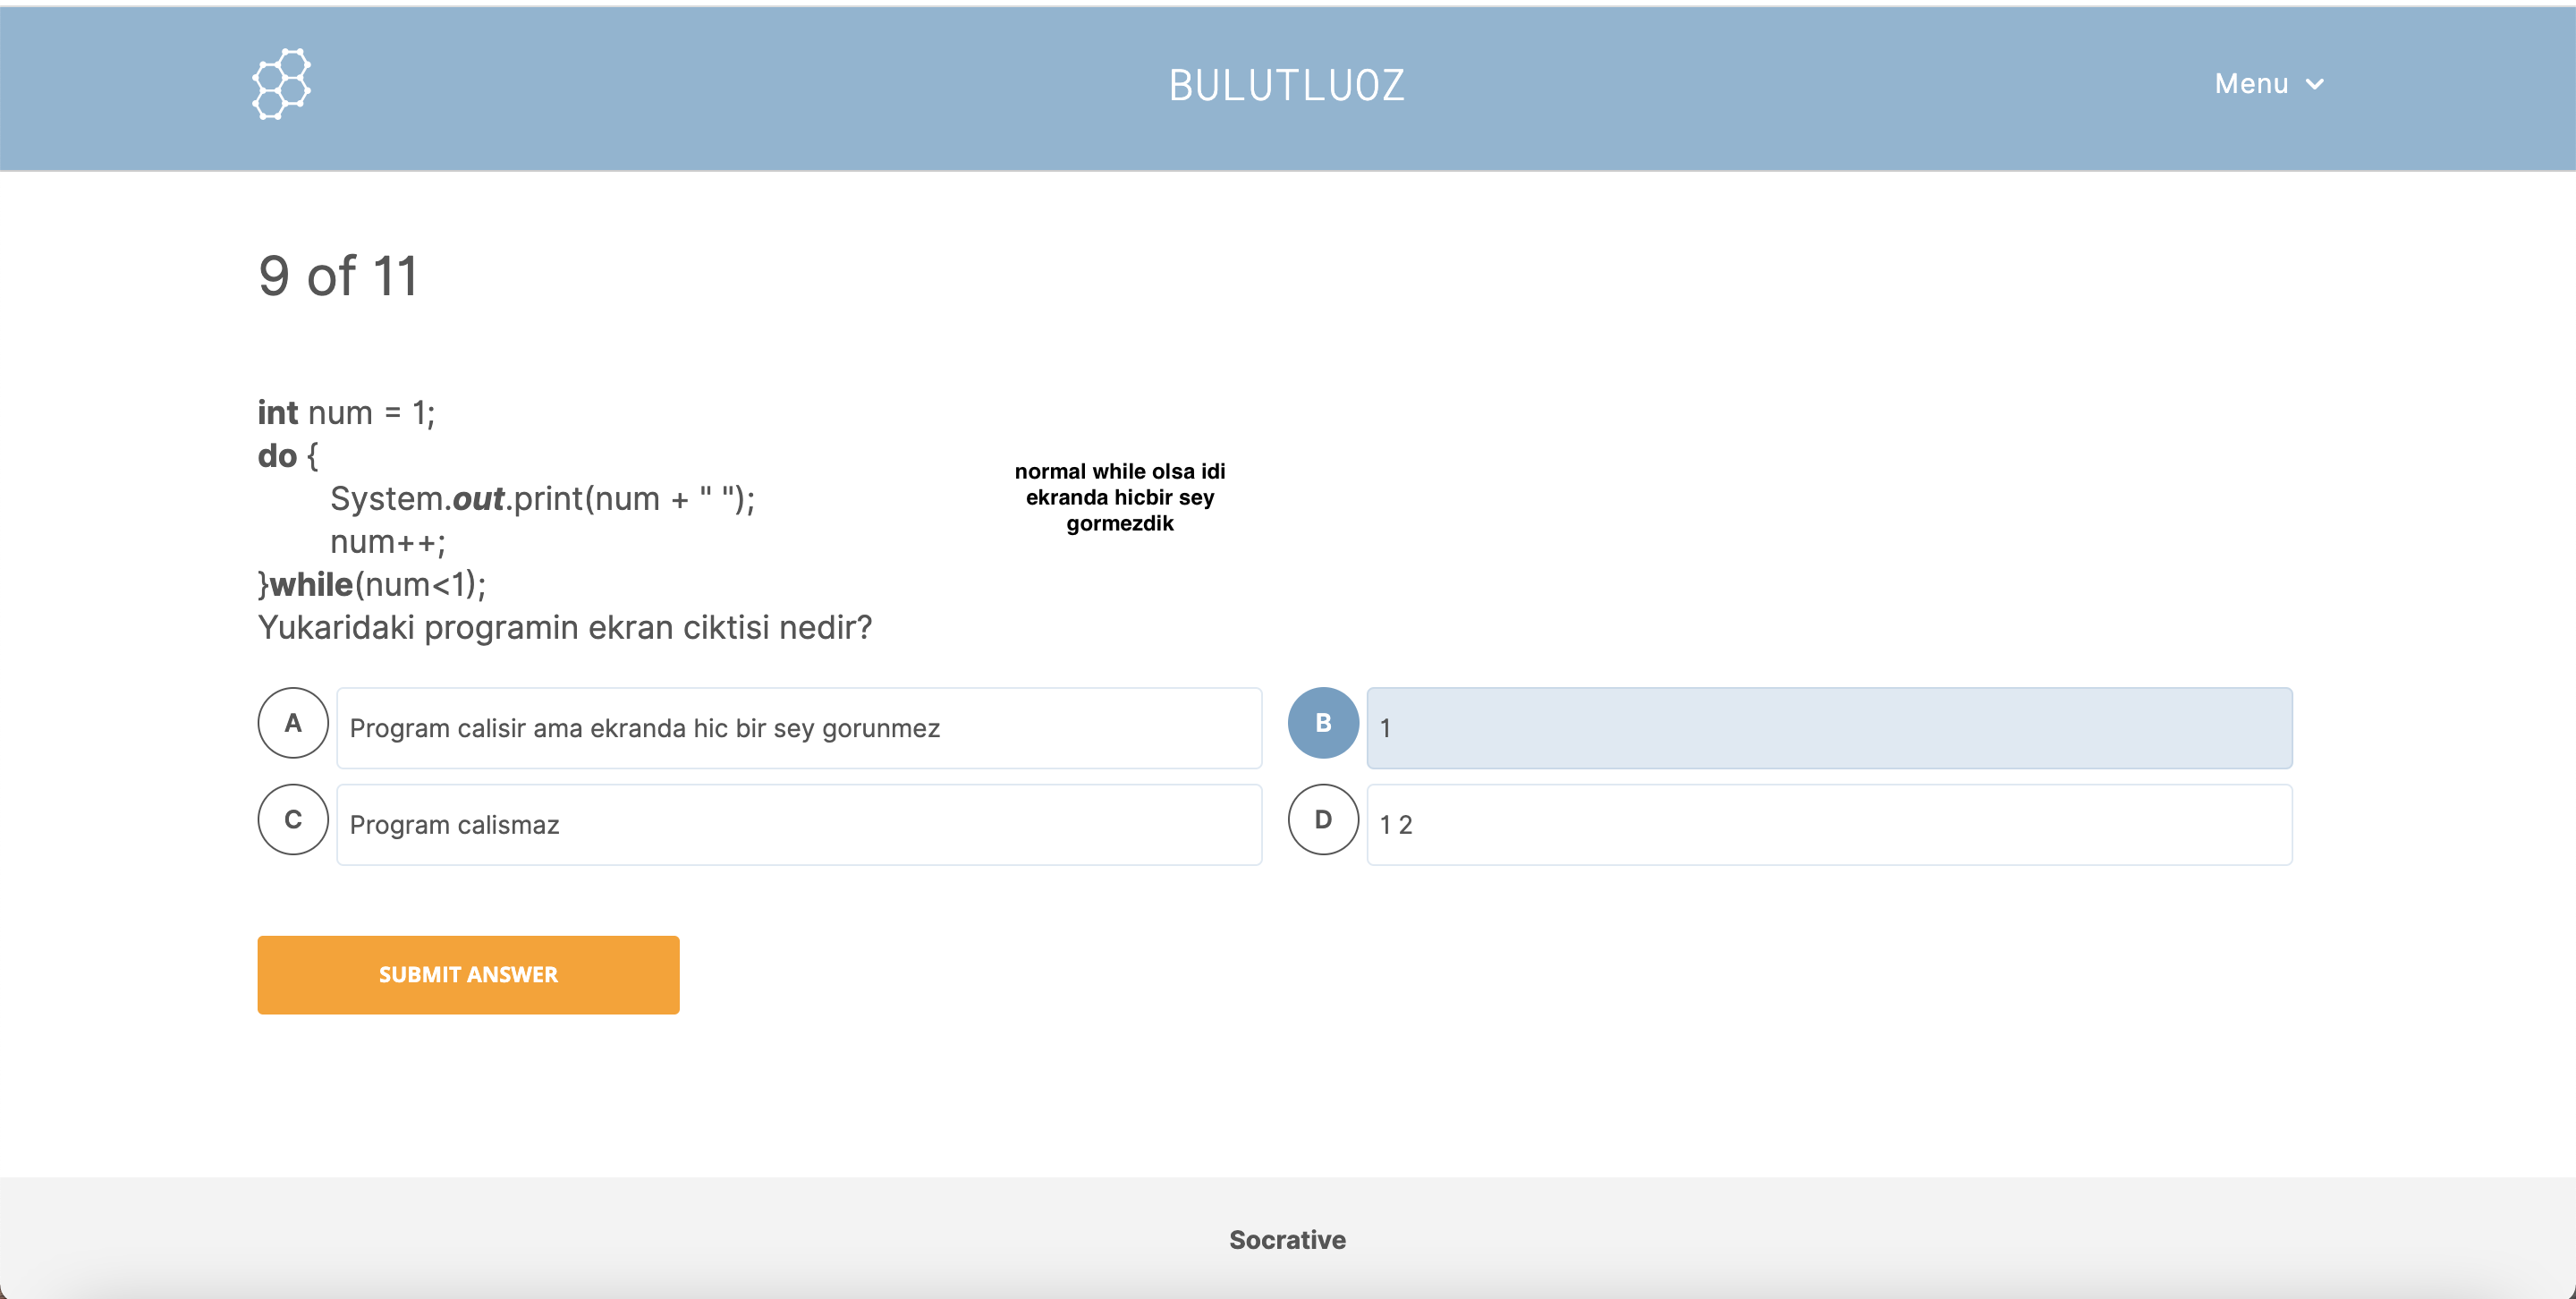 BULUTLUOZ
Menu
9 of 11
int num = 1;
do {
System.out.print(num + " ");
num++;
}while(num<1);
Yukaridaki programin ekran ciktisi nedir?
normal while olsa idi
ekranda hicbir sey
gormezdik
A
Program calisir ama ekranda hic bir sey gorunmez
B
1
C
Program calismaz
D
1 2
SUBMIT ANSWER
Socrative